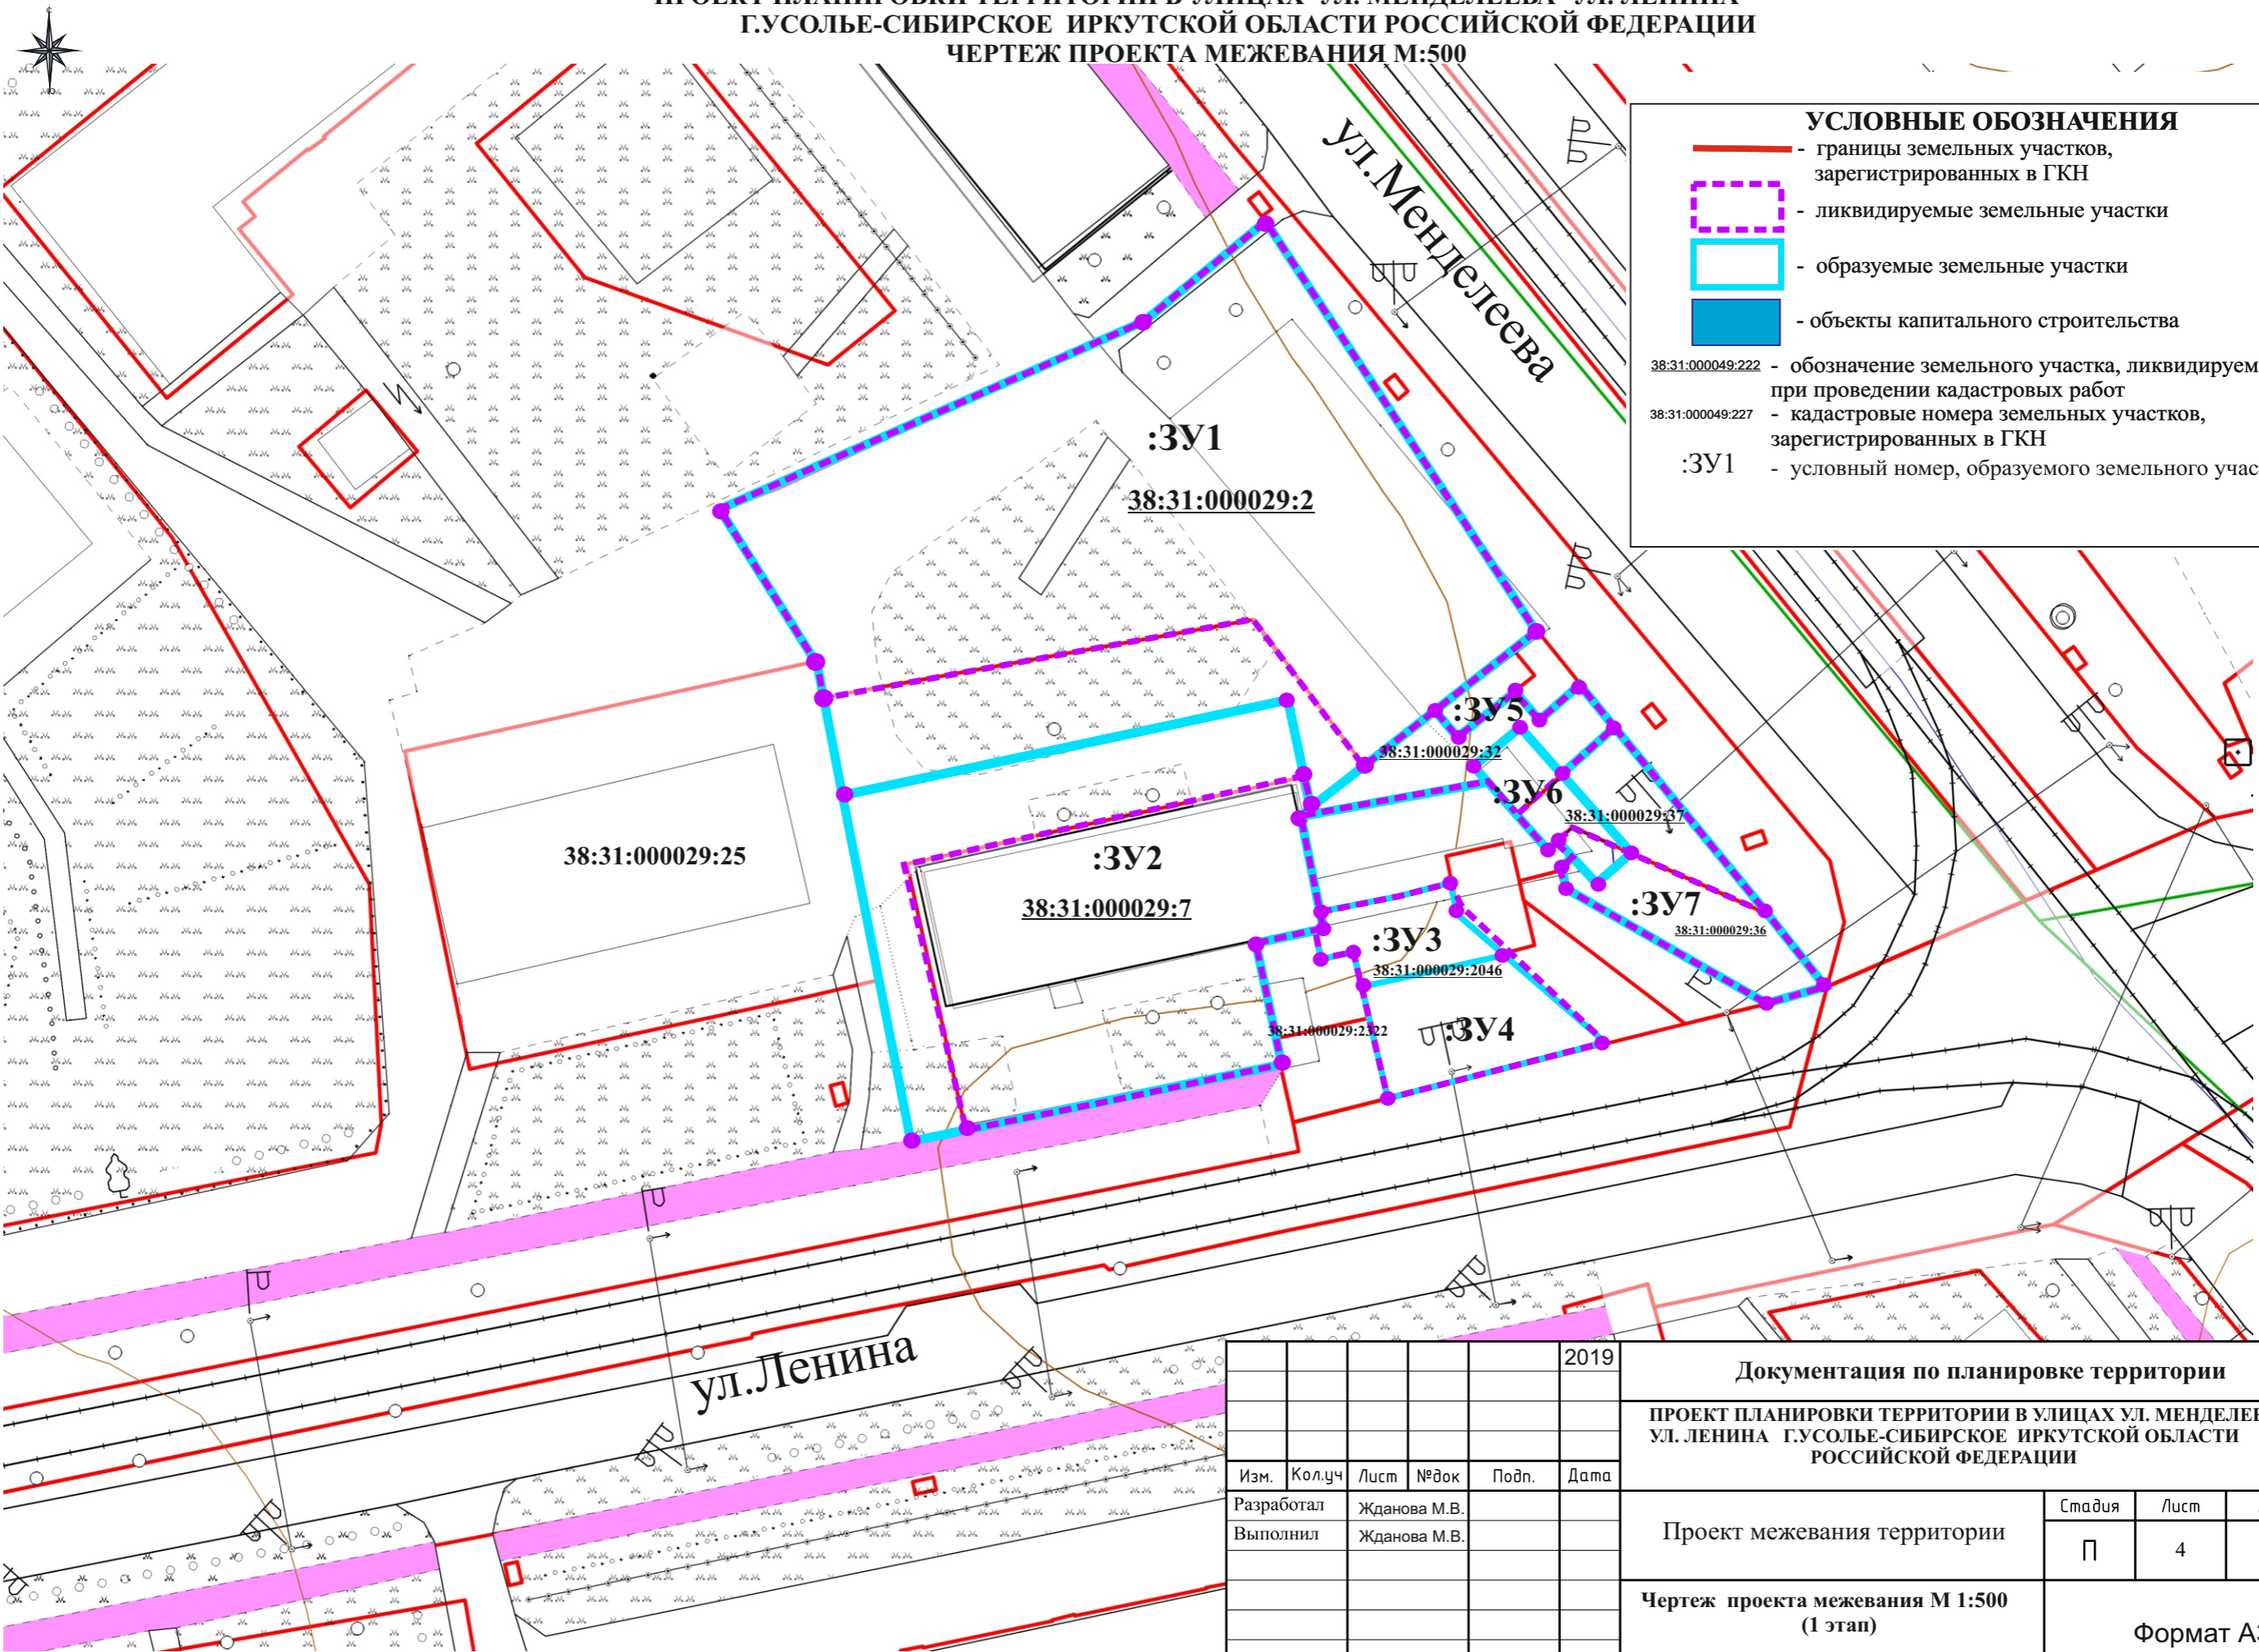 Г.УСОЛЬЕ-СИБИРСКОЕ ИРКУТСКОЙ ОБЛАСТИ РОССИЙСКОЙ ФЕДЕРАЦИИ
ЧЕРТЕЖ ПРОЕКТА МЕЖЕВАНИЯ М:500
УСЛОВНЫЕ ОБОЗНАЧЕНИЯ
- границы земельных участков,
зарегистрированных в ГКН
- ликвидируемые земельные участки
- образуемые земельные участки
- объекты капитального строительства
38:31:000049:222 - обозначение земельного участка, ликвидируем
при проведении кадастровых работ
38:31:000049:227 - кадастровые номера земельных участков,
зарегистрированных в ГКН
:ЗУ1 - условный номер, образуемого земельного учас
ул.Менделеева
:ЗУ1
38:31:000029:2
:ЗУ5
38:31:000029:32
:ЗУ6
38:31:000029:37
38:31:000029:25
:ЗУ2
38:31:000029:7
:ЗУ7
38:31:000029:36
:ЗУ3
38:31:000029:2046
38:31:000029:2322
:ЗУ4
ул.Ленина
2019
Изм. Кол.уч Лист №док Подп. Дата
Разработал Жданова М.В.
Выполнил Жданова М.В.
Документация по планировке территории
ПРОЕКТ ПЛАНИРОВКИ ТЕРРИТОРИИ В УЛИЦАХ УЛ. МЕНДЕЛЕЕ
УЛ. ЛЕНИНА Г.УСОЛЬЕ-СИБИРСКОЕ ИРКУТСКОЙ ОБЛАСТИ
РОССИЙСКОЙ ФЕДЕРАЦИИ
Проект межевания территории
Стадия Лист
П 4
Чертеж проекта межевания М 1:500
(1 этап)
Формат А